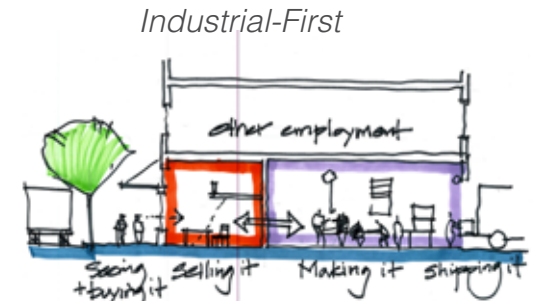 Industrial-First
other employment
Seeing selling it Making it shipping it
+buying it